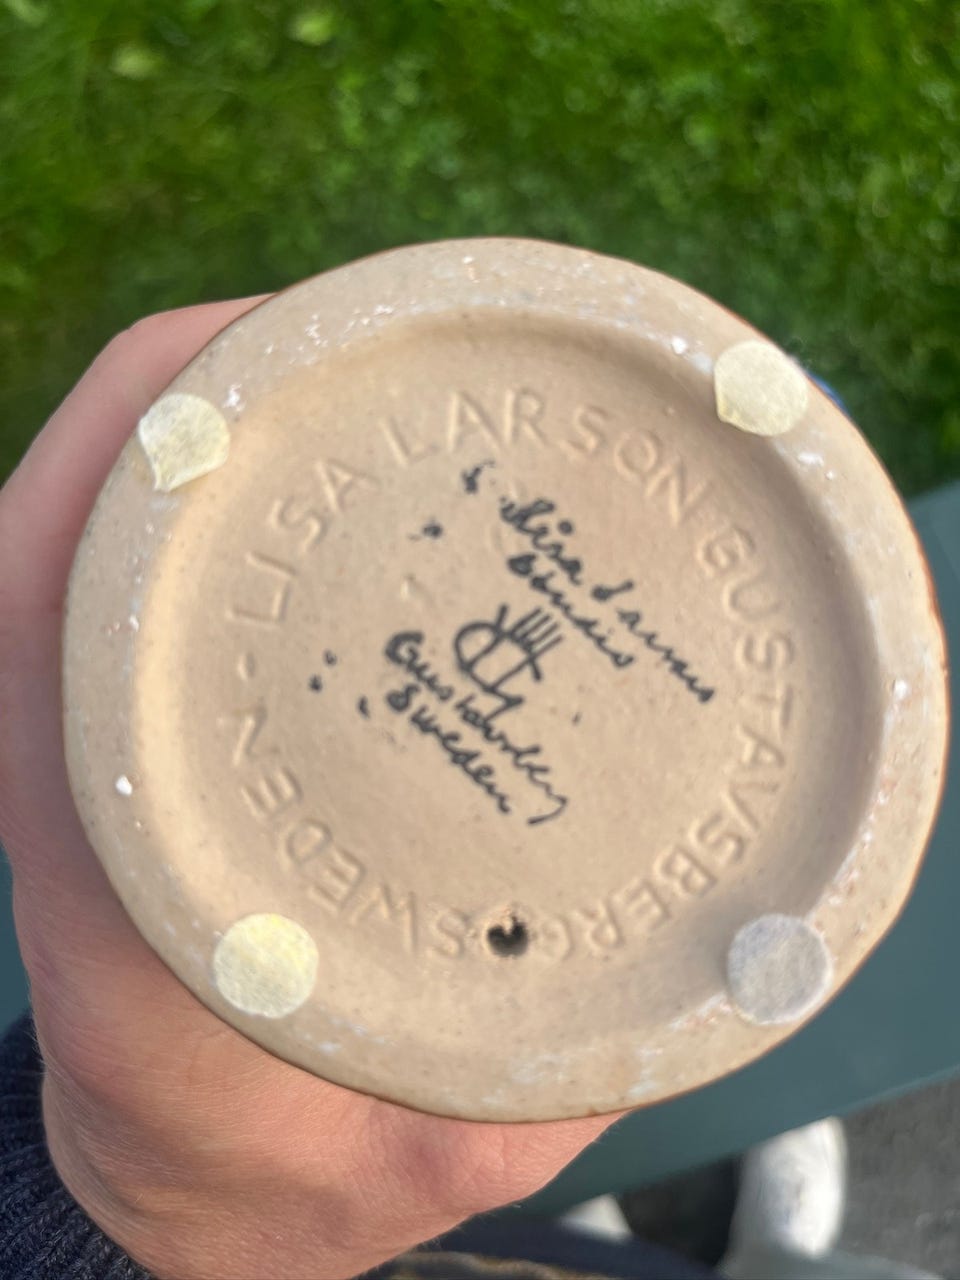 LISA LARSON GUSTAVSBERG SWEDEN ·
Lisa Larson
Studio
Gustavsberg
Sweden